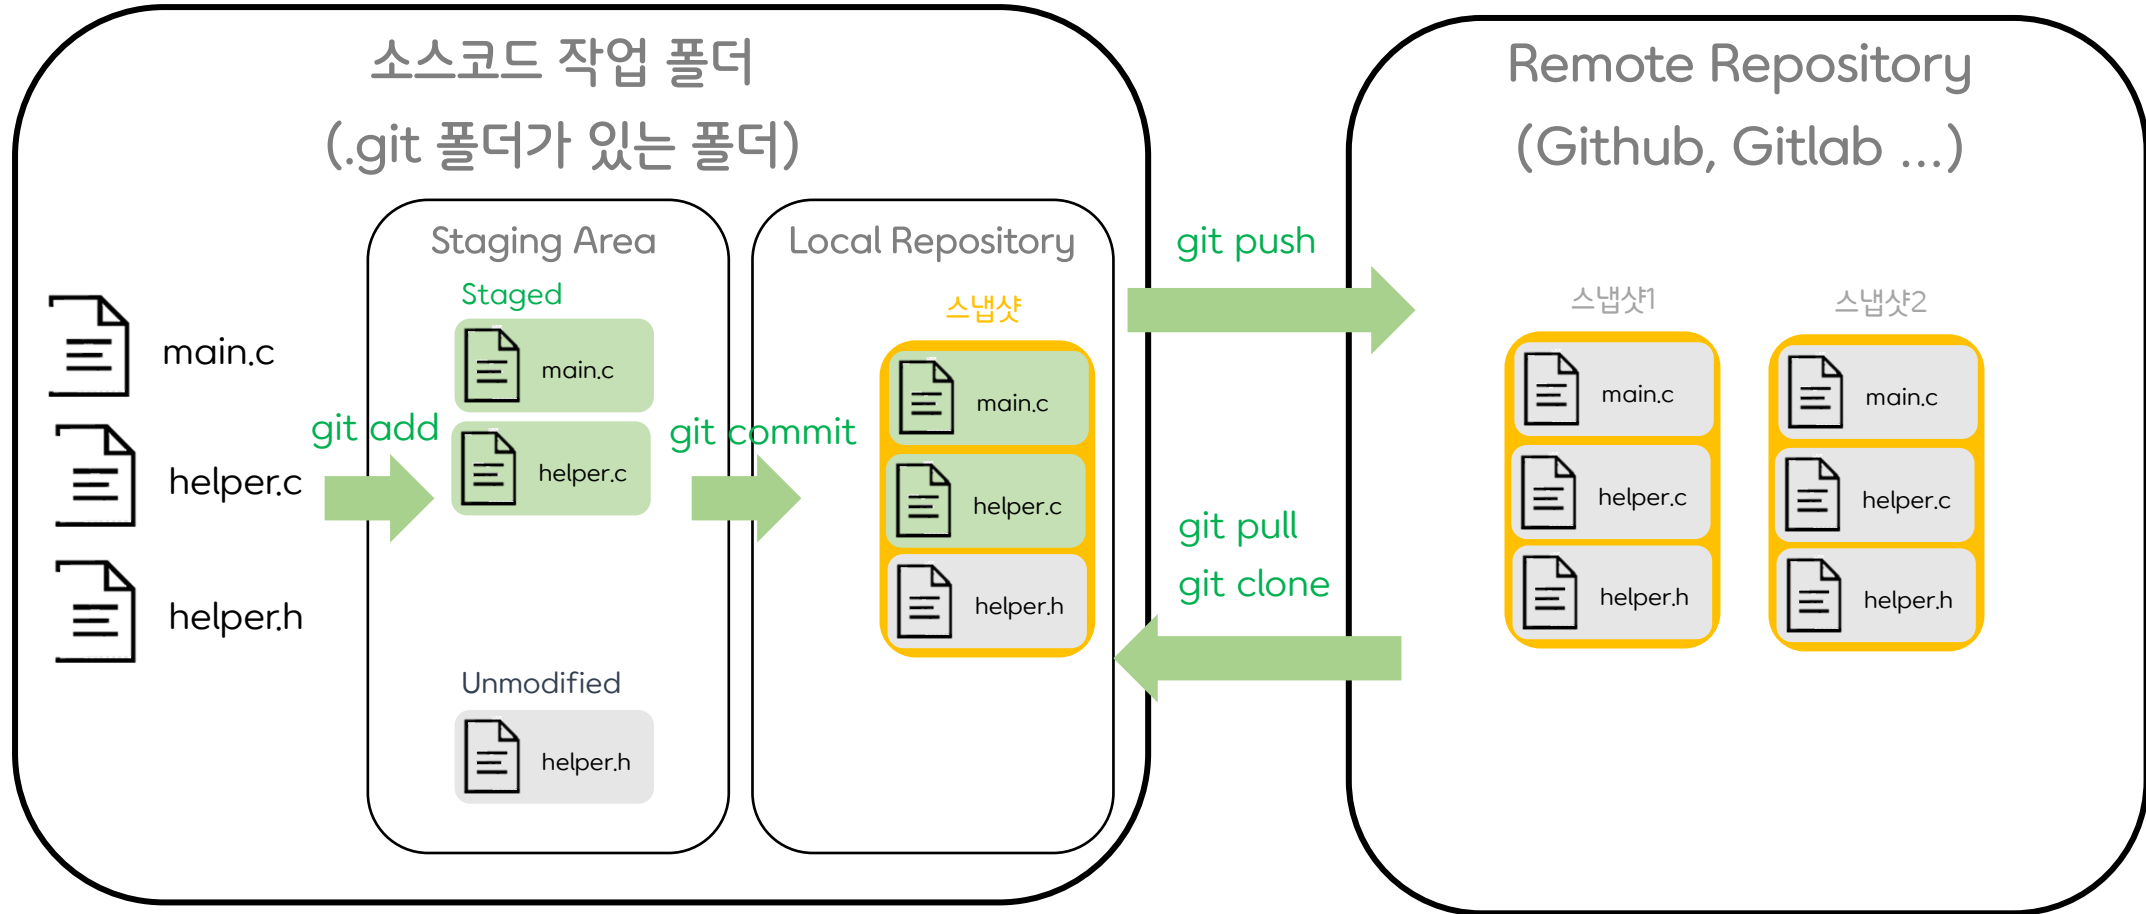 소스코드 작업 폴더
(.git 폴더가 있는 폴더)
main.c
helper.c
helper.h
git add
Staging Area
Staged
main.c
helper.c
Unmodified
helper.h
git commit
Local Repository
스냅샷
main.c
helper.c
helper.h
git push
git pull
git clone
Remote Repository
(Github, Gitlab ...)
스냅샷1
main.c
helper.c
helper.h
스냅샷2
main.c
helper.c
helper.h